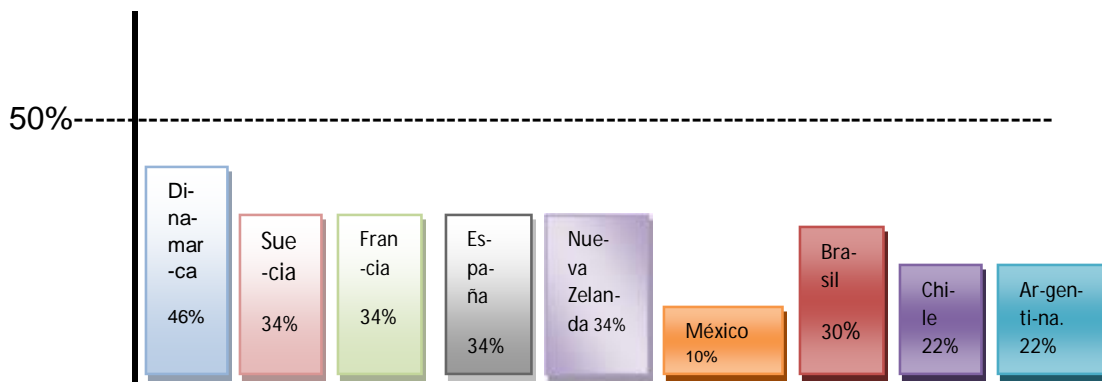 50%
Di-
na-
mar
-ca
46%
Sue
-cia
34%
Fran
-cia
34%
Es-
pa-
ña
34%
Nue-
va
Zelan-
da 34%
México
10%
Bra-
sil
30%
Chi-
le
22%
Ar-gen-
ti-na.
22%